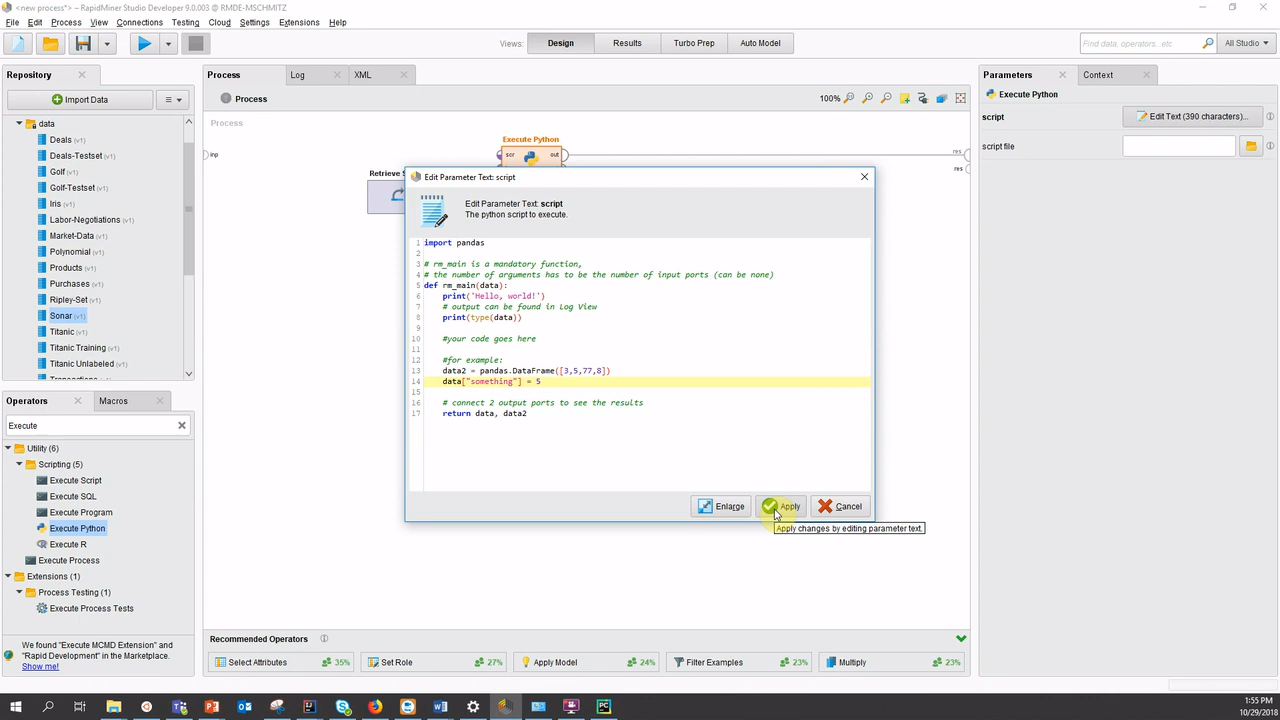 <new process*> – RapidMiner Studio Developer 9.0.003 @ RMDE-MSCHMITZ
File Edit Process View Connections Testing Cloud Settings Extensions Help
Views: Design Results Turbo Prep Auto Model
Find data, operators...etc All Studio
Repository
Import Data
data
Deals (v1)
Deals-Testset (v1)
Golf (v1)
Golf-Testset (v1)
Iris (v1)
Labor-Negotiations (v1)
Market-Data (v1)
Polynomial (v1)
Products (v1)
Purchases (v1)
Ripley-Set (v1)
Sonar (v1)
Titanic (v1)
Titanic Training (v1)
Titanic Unlabeled (v1)
Operators Macros
Execute
Utility (6)
Scripting (5)
Execute Script
Execute SQL
Execute Program
Execute Python
Execute R
Execute Process
Extensions (1)
Process Testing (1)
Execute Process Tests
We found "Execute MCMD Extension" and
"Rapid Development" in the Marketplace.
Show me!
Process Log XML
Process
100%
Process
inp
Execute Python
scr out
Retrieve S
res
res
Edit Parameter Text: script
Edit Parameter Text: script
The python script to execute.
1 import pandas
2
3 # rm_main is a mandatory function,
4 # the number of arguments has to be the number of input ports (can be none)
5 def rm_main(data):
6 print('Hello, world!')
7 # output can be found in Log View
8 print(type(data))
9
10 #your code goes here
11
12 #for example:
13 data2 = pandas.DataFrame([3,5,77,8])
14 data["something"] = 5
15
16 # connect 2 output ports to see the results
17 return data, data2
Enlarge Apply Cancel
Apply changes by editing parameter text.
Recommended Operators
Select Attributes 35% Set Role 27% Apply Model 24% Filter Examples 23% Multiply 23%
Parameters Context
Execute Python
script Edit Text (390 characters)...
script file
1:55 PM
10/29/2018